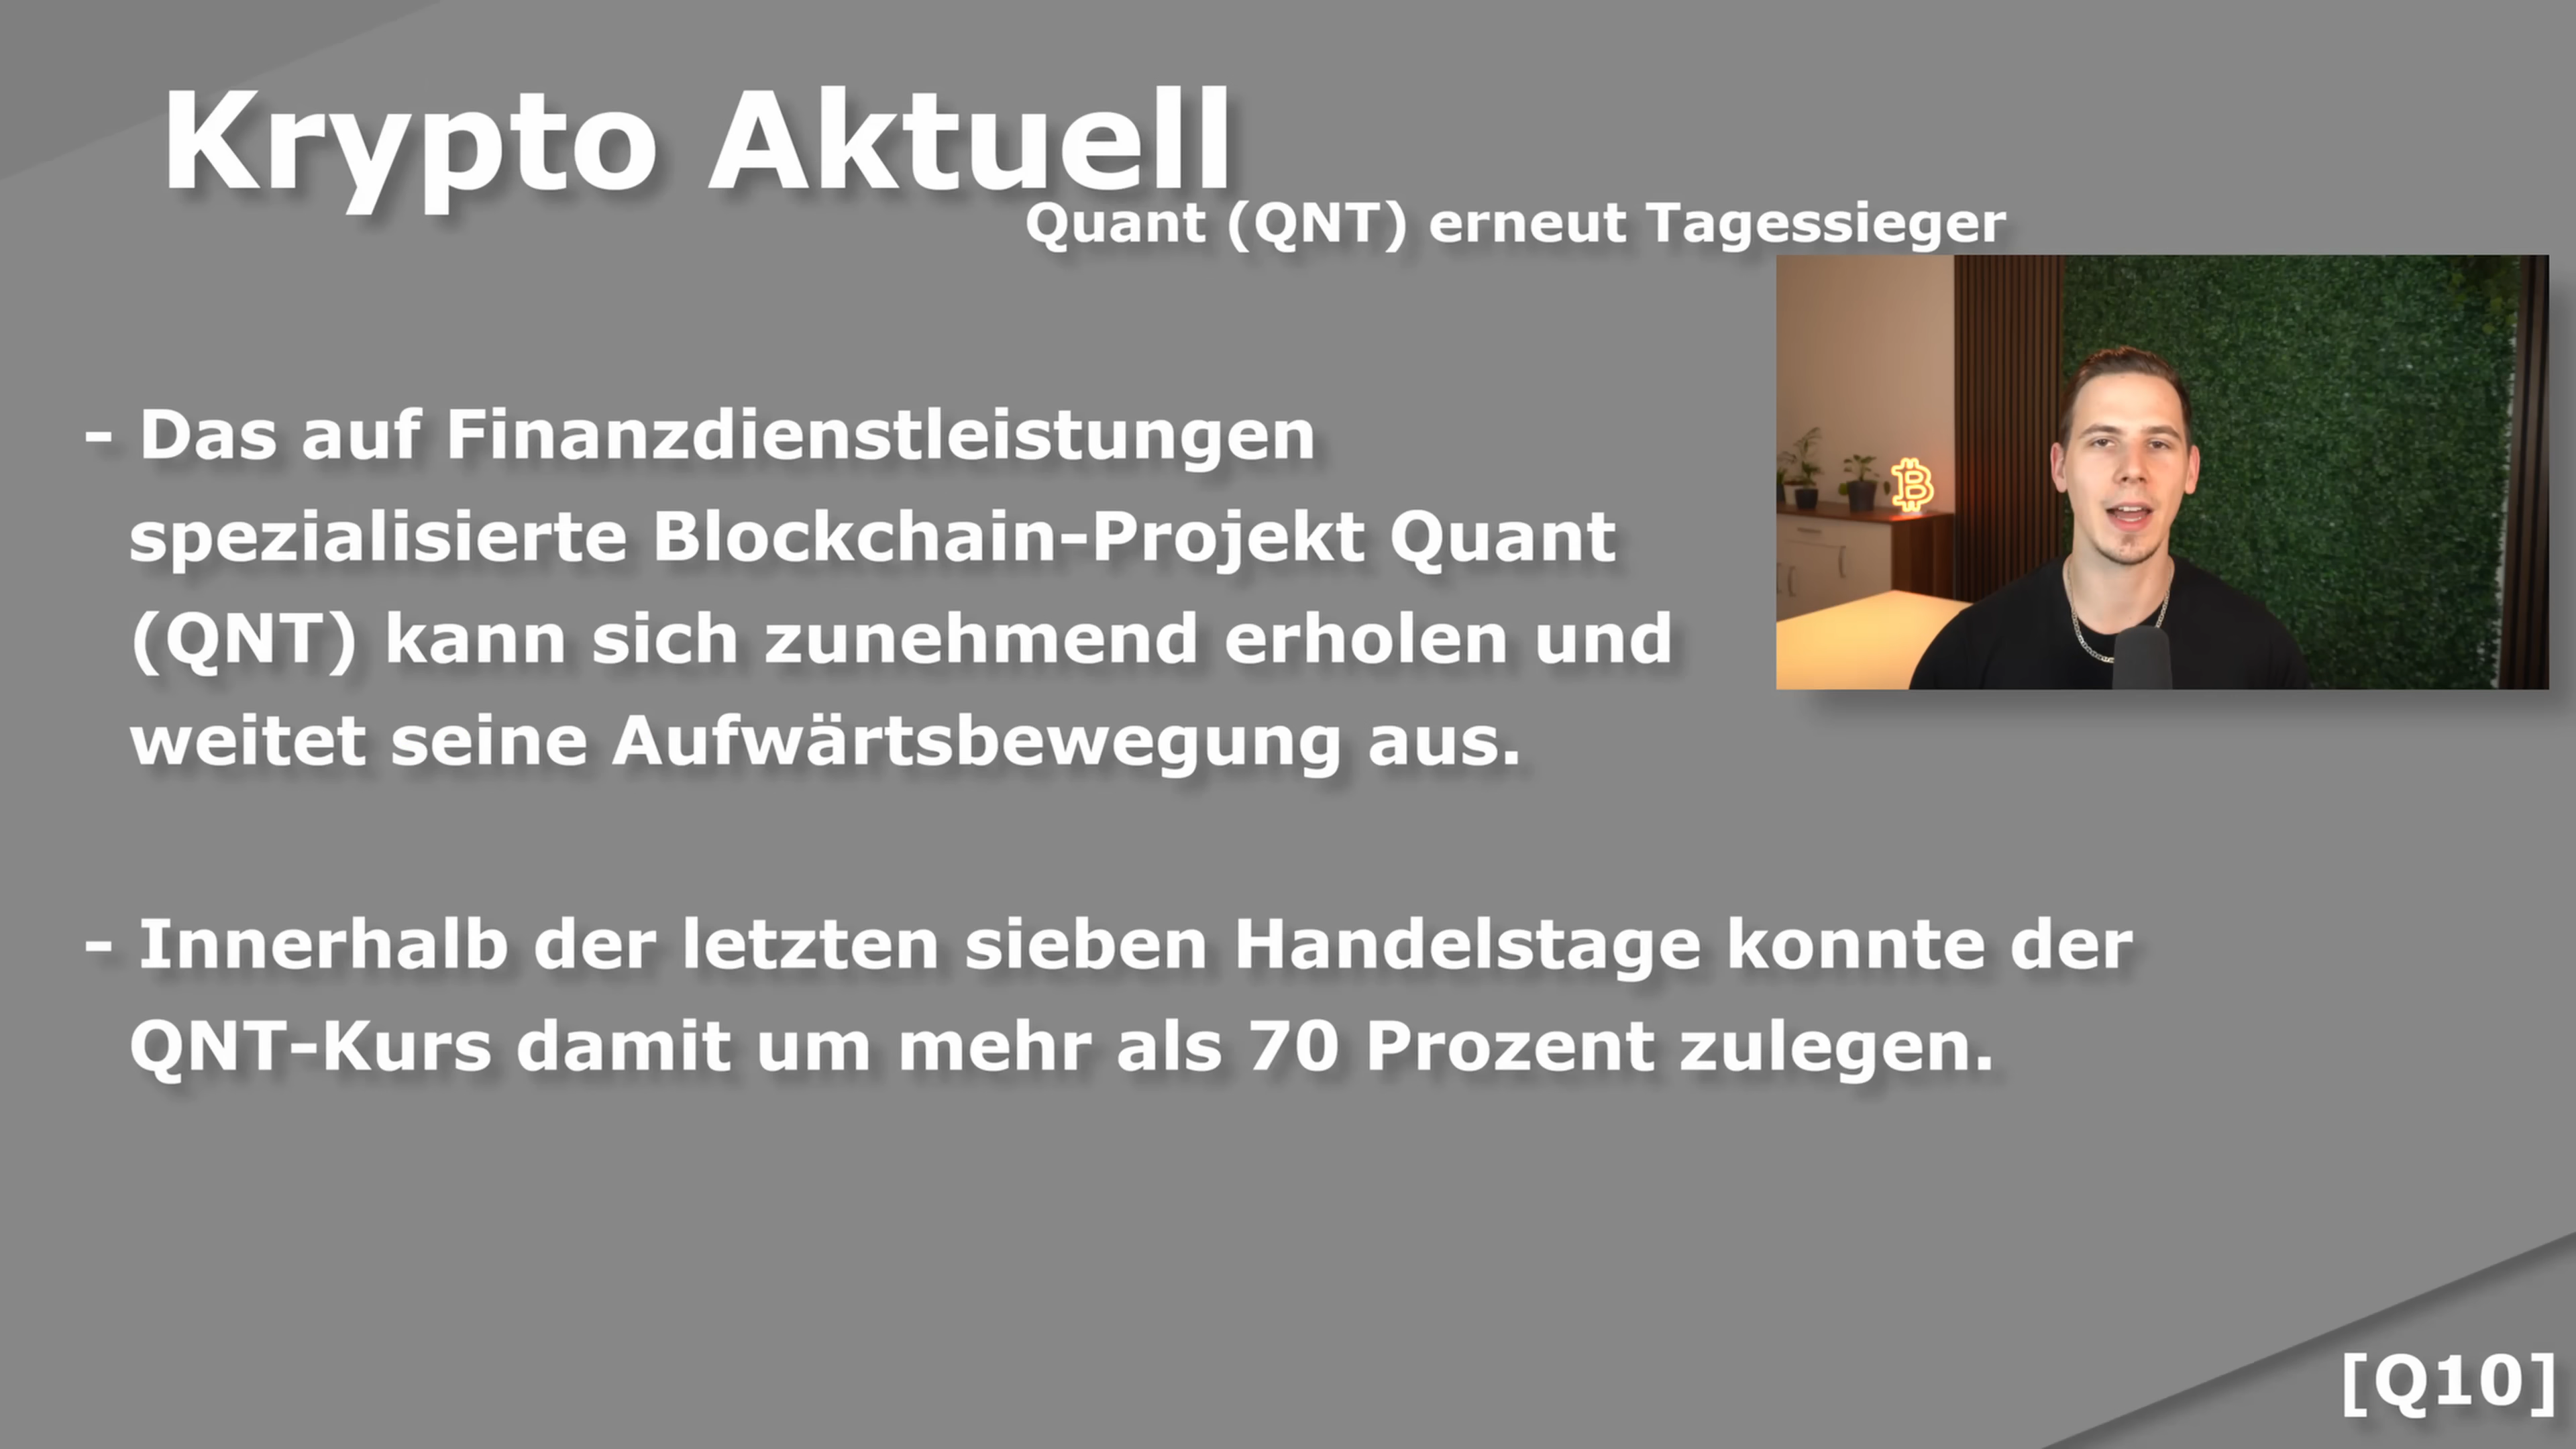 Krypto Aktuell
Quant (QNT) erneut Tagessieger
- Das auf Finanzdienstleistungen
spezialisierte Blockchain-Projekt Quant
(QNT) kann sich zunehmend erholen und
weitet seine Aufwärtsbewegung aus.
- Innerhalb der letzten sieben Handelstage konnte der
QNT-Kurs damit um mehr als 70 Prozent zulegen.
[Q10]